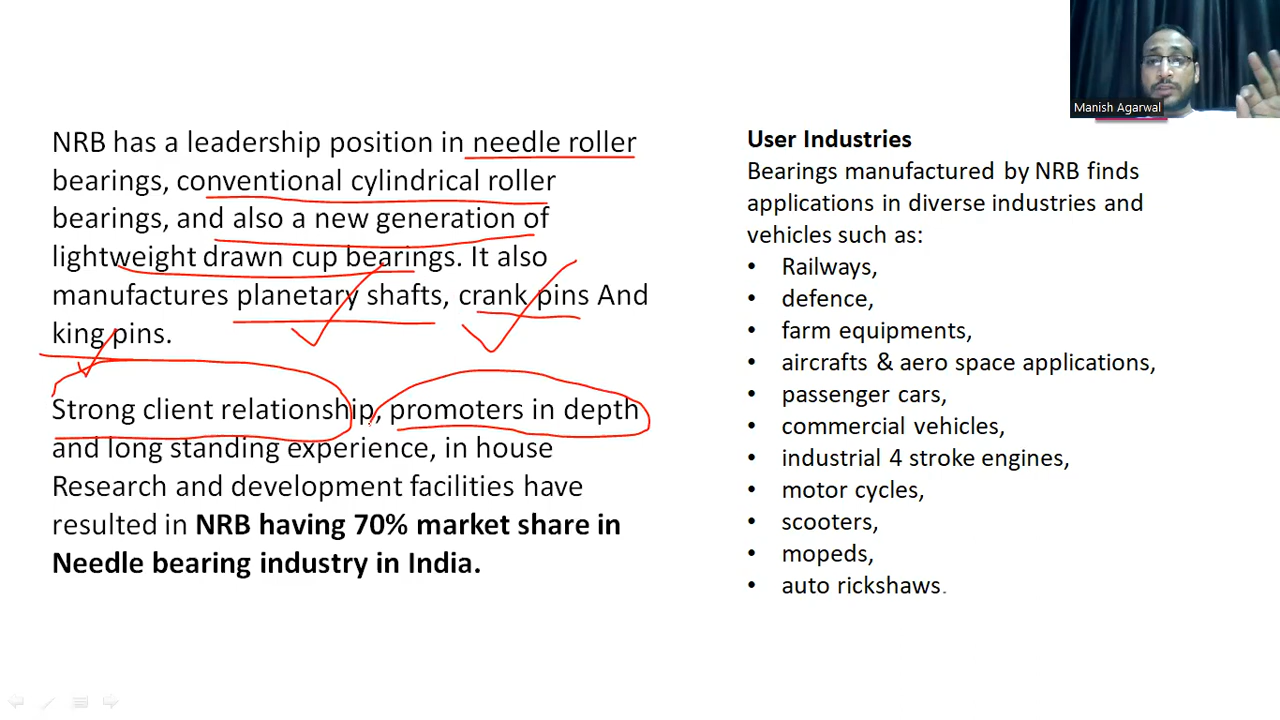 Manish Agarwal
NRB has a leadership position in needle roller
bearings, conventional cylindrical roller
bearings, and also a new generation of
lightweight drawn cup bearings. It also
manufactures planetary shafts, crank pins And
king pins.
Strong client relationship, promoters in depth
and long standing experience, in house
Research and development facilities have
resulted in NRB having 70% market share in
Needle bearing industry in India.
User Industries
Bearings manufactured by NRB finds
applications in diverse industries and
vehicles such as:
• Railways,
• defence,
• farm equipments,
• aircrafts & aero space applications,
• passenger cars,
• commercial vehicles,
• industrial 4 stroke engines,
• motor cycles,
• scooters,
• mopeds,
• auto rickshaws.